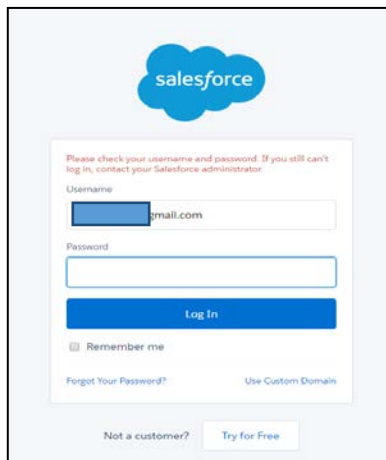 salesforce
Please check your username and password. If you still can't
log in, contact your Salesforce administrator.
Username
gmail.com
Password
Log In
Remember me
Forgot Your Password?
Use Custom Domain
Not a customer?
Try for Free